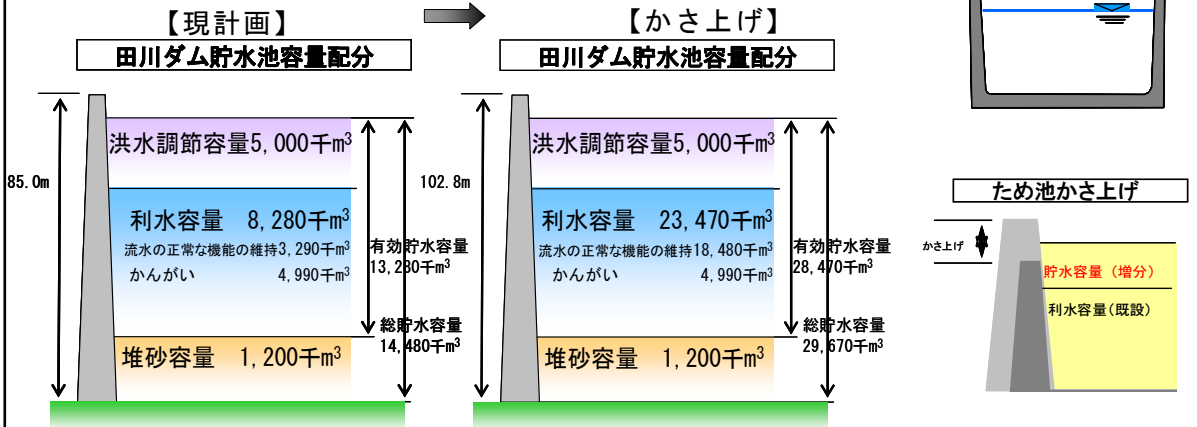 【現計画】
田川ダム貯水池容量配分
85.0m
洪水調節容量5,000千m³
利水容量 8,280千m³
流水の正常な機能の維持3,290千m³
かんがい 4,990千m³
堆砂容量 1,200千m³
有効貯水容量
13,280千m³
総貯水容量
14,480千m³
【かさ上げ】
田川ダム貯水池容量配分
102.8m
洪水調節容量5,000千m³
利水容量 23,470千m³
流水の正常な機能の維持18,480千m³
かんがい 4,990千m³
堆砂容量 1,200千m³
有効貯水容量
28,470千m³
総貯水容量
29,670千m³
ため池かさ上げ
かさ上げ
貯水容量（増分）
利水容量(既設)